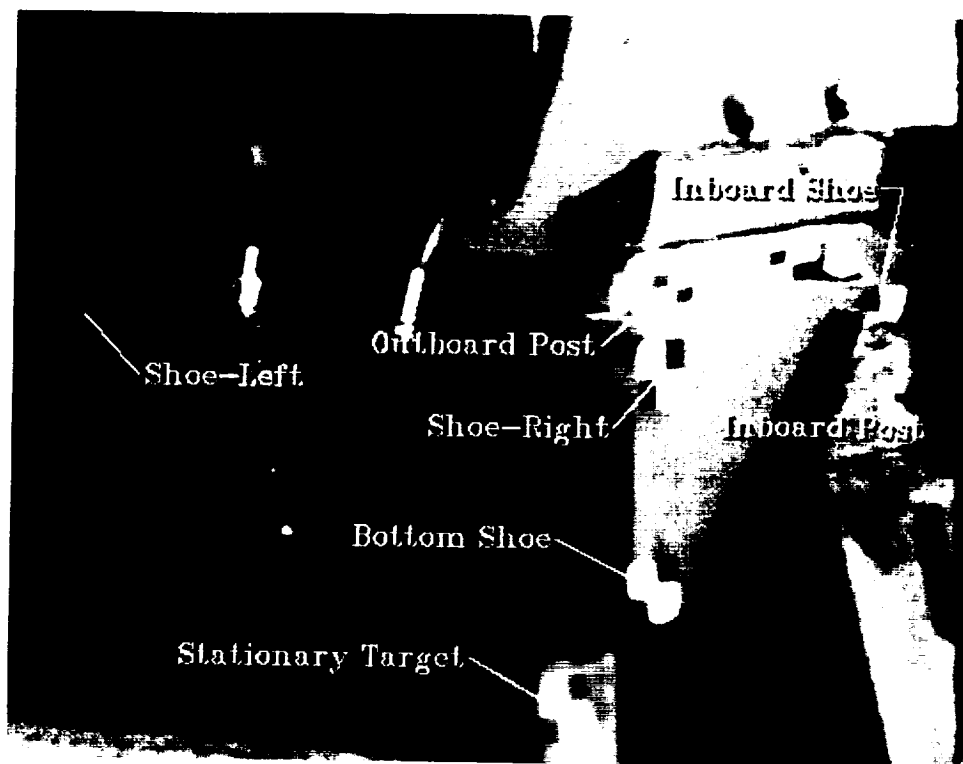 Inboard Shoe
Outboard Post
Shoe-Left
Shoe-Right
Inboard Post
Bottom Shoe
Stationary Target